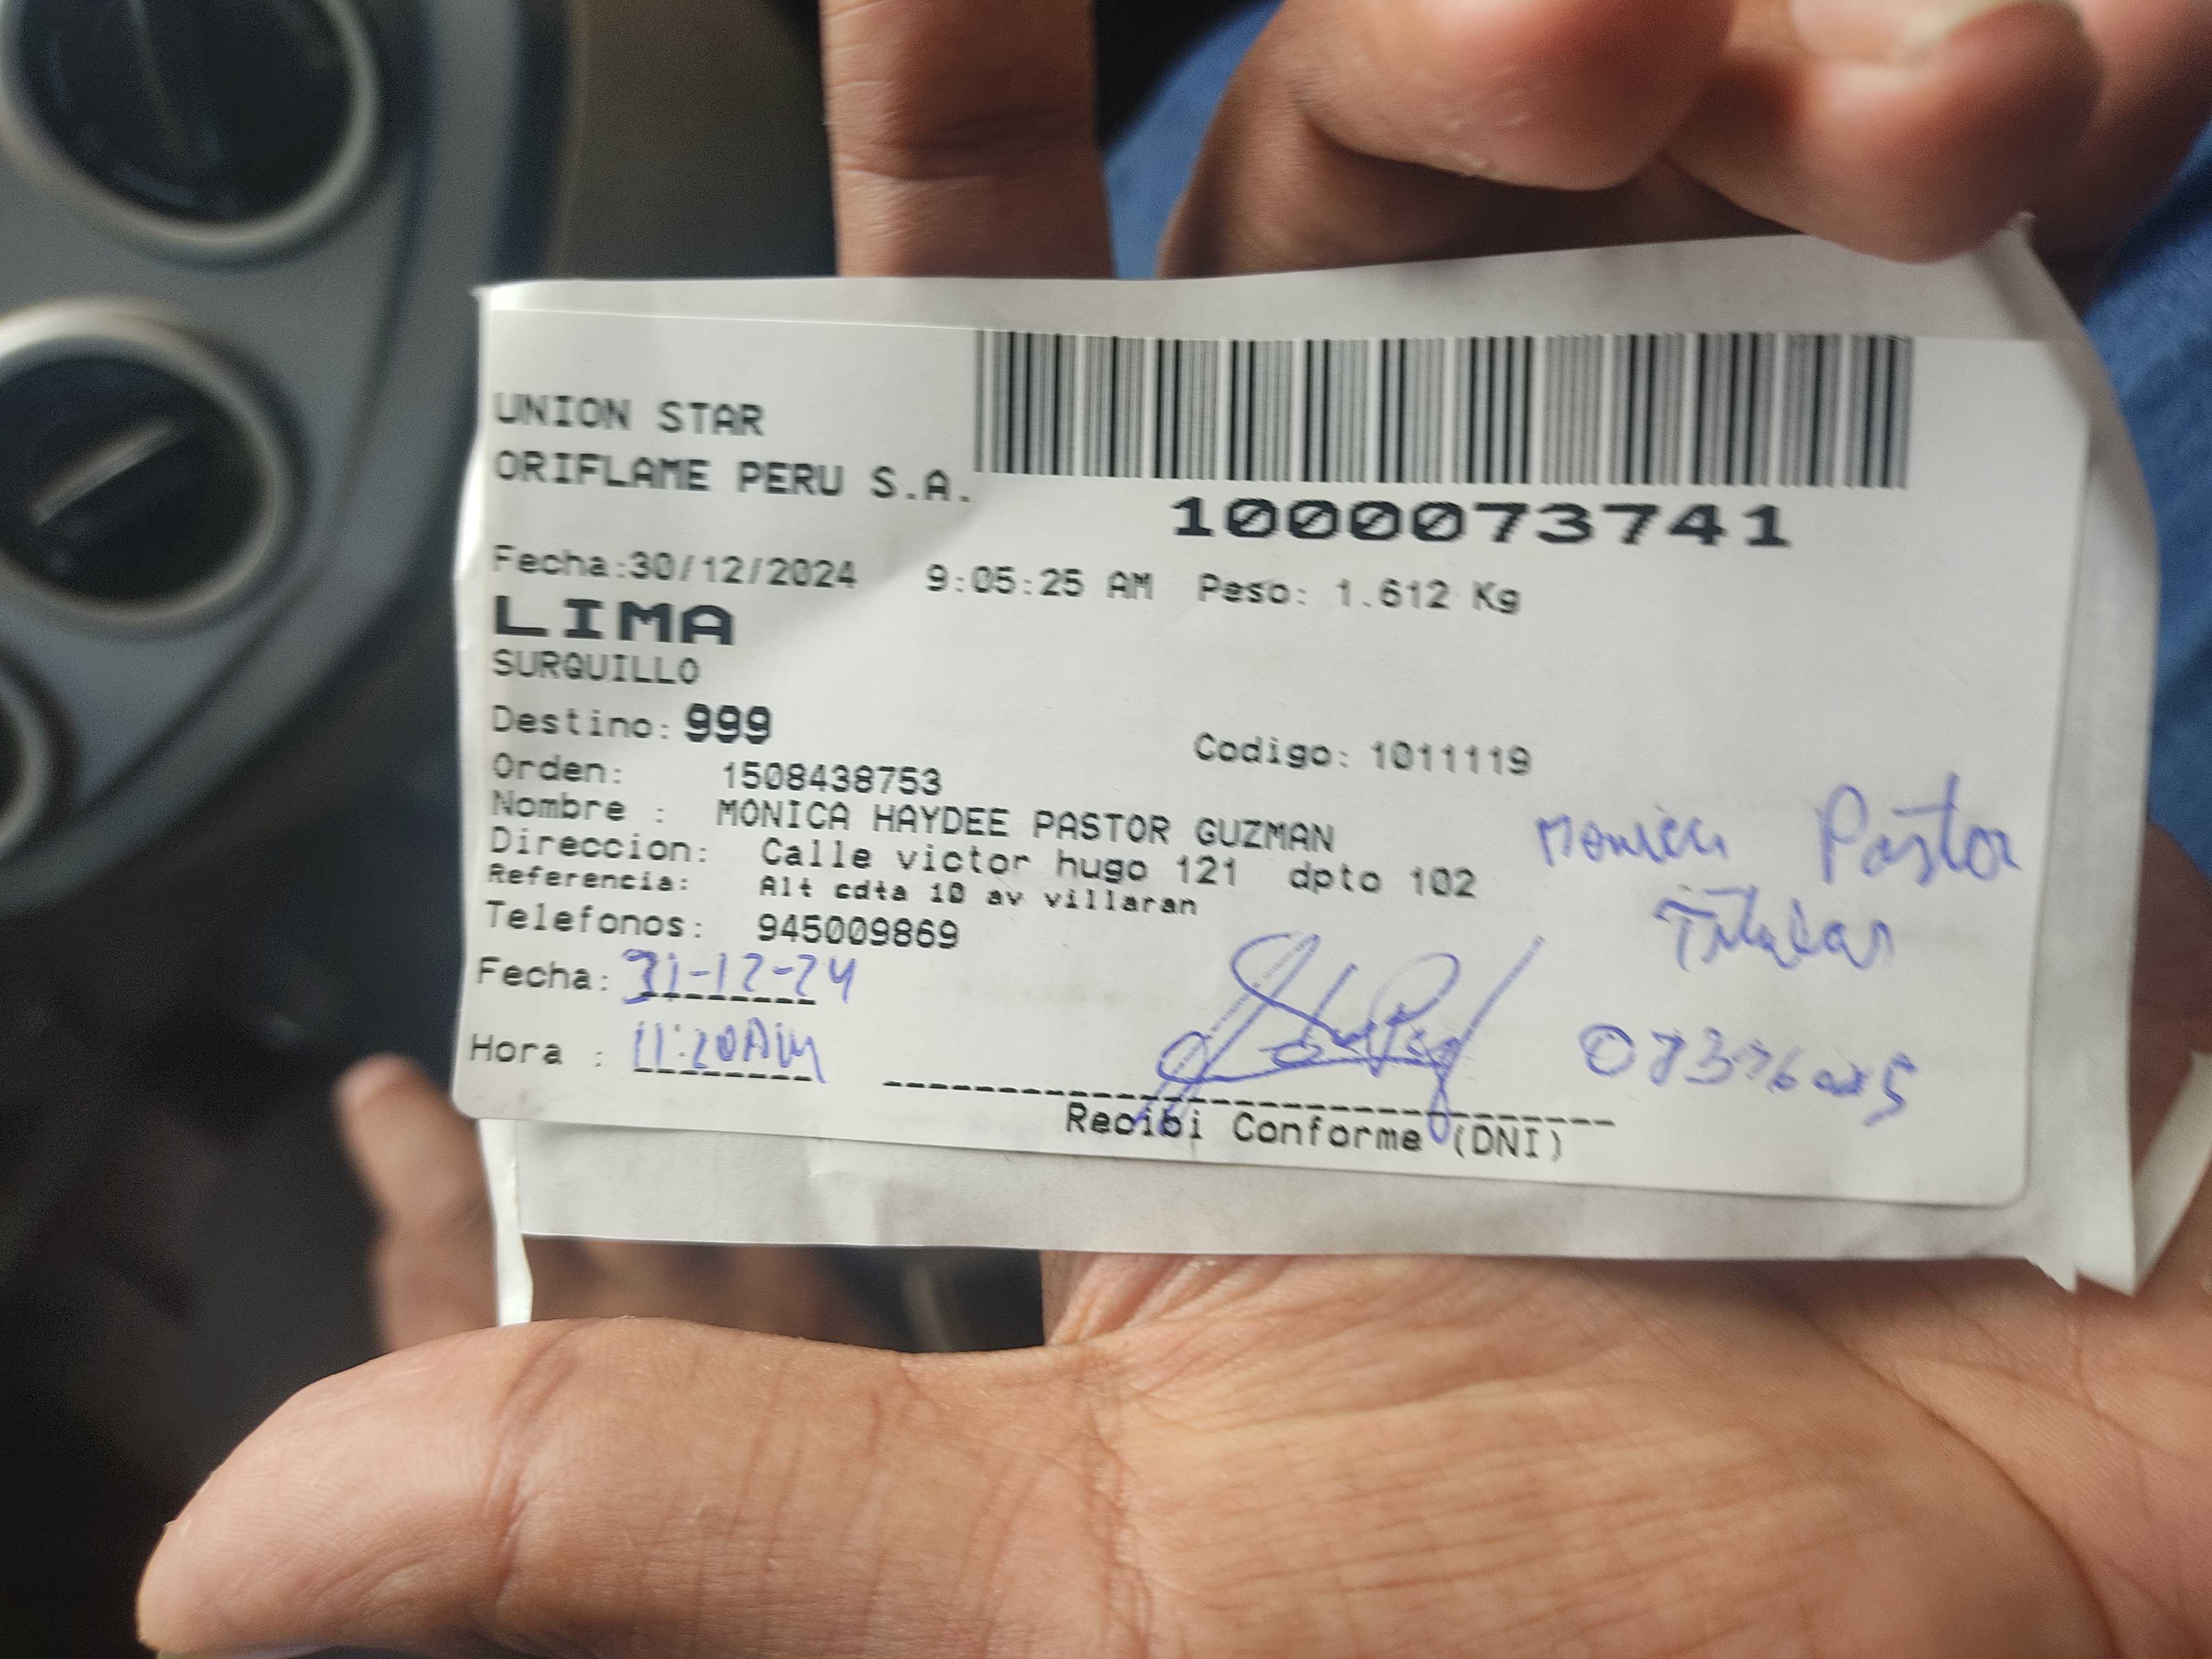 UNION STAR
ORIFLAME PERU S.A.
1000073741
Fecha:30/12/2024 9:05:25 AM Peso: 1.612 Kg
LIMA
SURQUILLO
Destino: 999
Codigo: 1011119
Orden: 1508438753
Nombre : MONICA HAYDEE PASTOR GUZMAN
Direccion: Calle victor hugo 121 dpto 102
Referencia: Alt cdta 10 av villaran
Telefonos: 945009869
Monica Pastor
Titular
Fecha: 31-12-24
Hora : 11:20AM
Recibi Conforme (DNI)